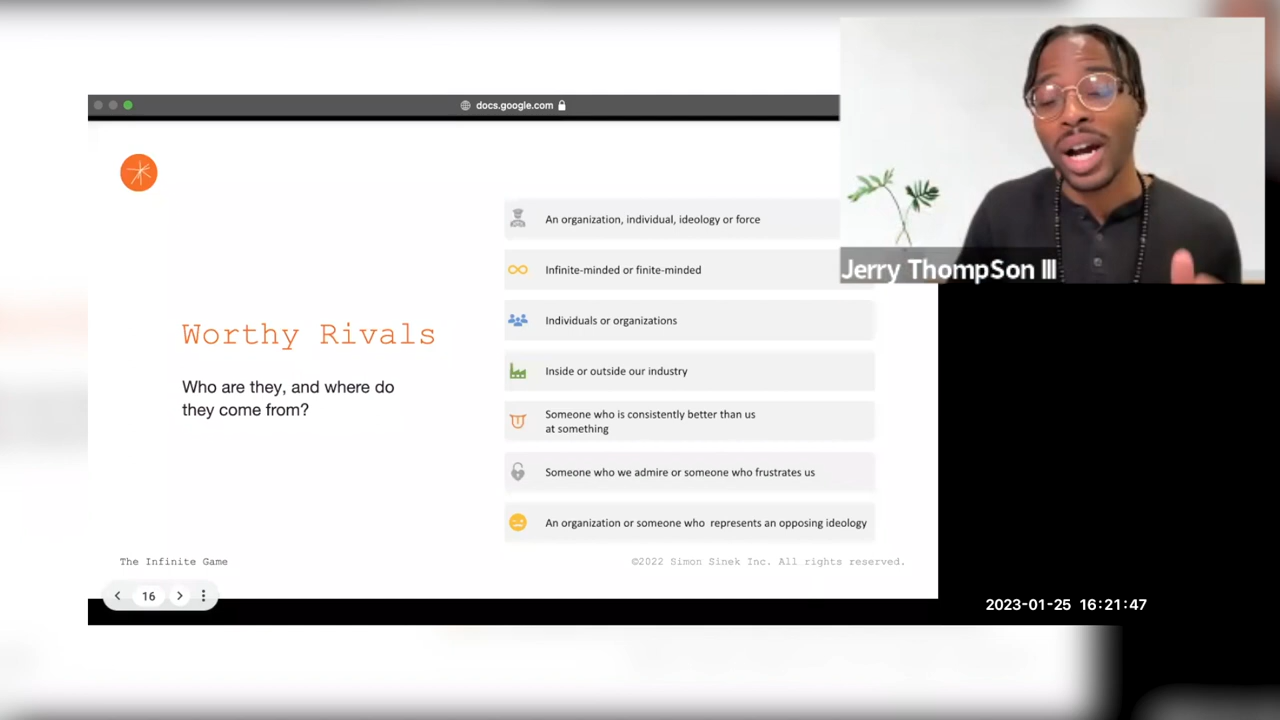 docs.google.com
Jerry ThompSon III
Worthy Rivals
Who are they, and where do
they come from?
An organization, individual, ideology or force
Infinite-minded or finite-minded
Individuals or organizations
Inside or outside our industry
Someone who is consistently better than us
at something
Someone who we admire or someone who frustrates us
An organization or someone who represents an opposing ideology
The Infinite Game
©2022 Simon Sinek Inc. All rights reserved.
16
2023-01-25 16:21:47